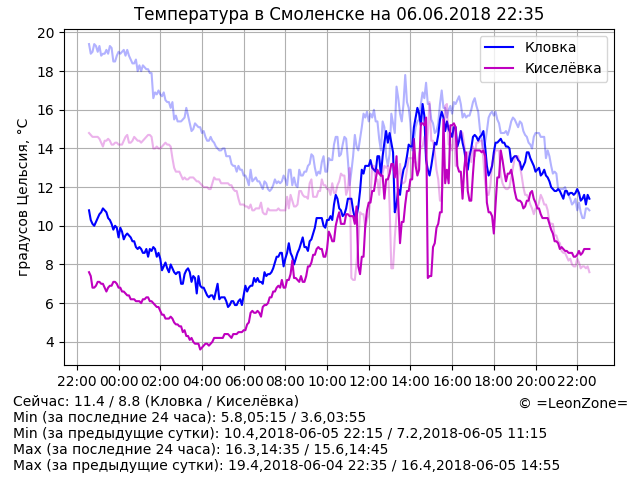 Температура в Смоленске на 06.06.2018 22:35
20
18
16
14
12
10
8
6
4
градусов Цельсия, °C
Кловка
Киселёвка
22:00 00:00 02:00 04:00 06:00 08:00 10:00 12:00 14:00 16:00 18:00 20:00 22:00
Сейчас: 11.4 / 8.8 (Кловка / Киселёвка)
© =LeonZone=
Min (за последние 24 часа): 5.8,05:15 / 3.6,03:55
Min (за предыдущие сутки): 10.4,2018-06-05 22:15 / 7.2,2018-06-05 11:15
Max (за последние 24 часа): 16.3,14:35 / 15.6,14:45
Max (за предыдущие сутки): 19.4,2018-06-04 22:35 / 16.4,2018-06-05 14:55